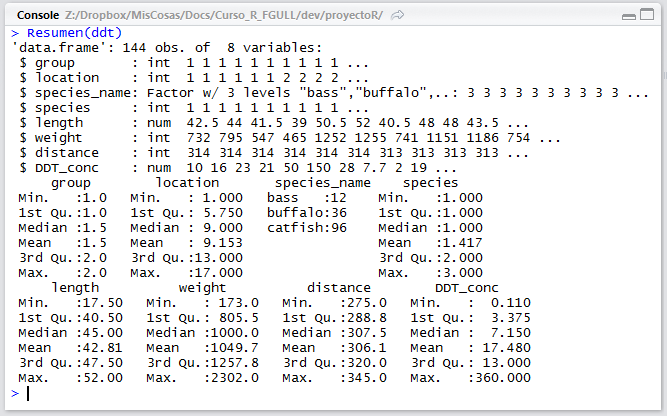 Console Z:/Dropbox/MisCosas/Docs/Curso_R_FGULL/dev/proyectoR/
> Resumen(ddt)
'data.frame': 144 obs. of  8 variables:
 $ group       : int  1 1 1 1 1 1 1 1 1 1 ...
 $ location    : int  1 1 1 1 1 1 2 2 2 2 ...
 $ species_name: Factor w/ 3 levels "bass","buffalo",..: 3 3 3 3 3 3 3 3 3 3 ...
 $ species     : int  1 1 1 1 1 1 1 1 1 1 ...
 $ length      : num  42.5 44 41.5 39 50.5 52 40.5 48 48 43.5 ...
 $ weight      : int  732 795 547 465 1252 1255 741 1151 1186 754 ...
 $ distance    : int  314 314 314 314 314 314 313 313 313 313 ...
 $ DDT_conc    : num  10 16 23 21 50 150 28 7.7 2 19 ...
     group        location      species_name    species
 Min.   :1.0   Min.   : 1.000   bass   :12   Min.   :1.000
 1st Qu.:1.0   1st Qu.: 5.750   buffalo:36   1st Qu.:1.000
 Median :1.5   Median : 9.000   catfish:96   Median :1.000
 Mean   :1.5   Mean   : 9.153                Mean   :1.417
 3rd Qu.:2.0   3rd Qu.:13.000                3rd Qu.:2.000
 Max.   :2.0   Max.   :17.000                Max.   :3.000
     length          weight          distance        DDT_conc
 Min.   :17.50   Min.   : 173.0   Min.   :275.0   Min.   :  0.110
 1st Qu.:40.50   1st Qu.: 805.5   1st Qu.:288.8   1st Qu.:  3.375
 Median :45.00   Median :1000.0   Median :307.5   Median :  7.150
 Mean   :42.81   Mean   :1049.7   Mean   :306.1   Mean   : 17.480
 3rd Qu.:47.50   3rd Qu.:1257.8   3rd Qu.:320.0   3rd Qu.: 13.000
 Max.   :52.00   Max.   :2302.0   Max.   :345.0   Max.   :360.000
>